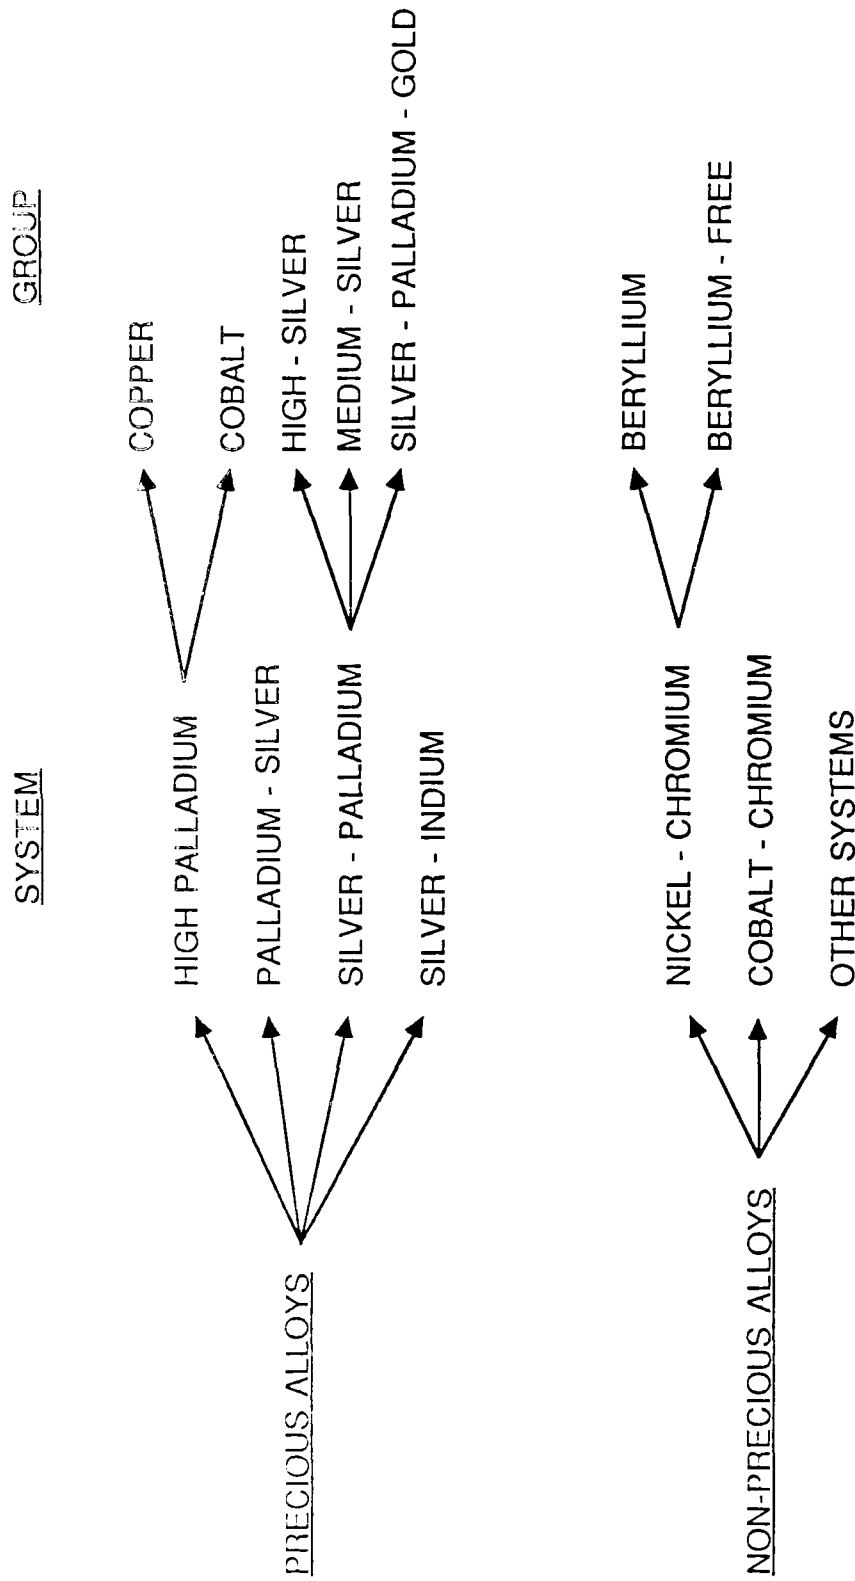 SYSTEM
GROUP
PRECIOUS ALLOYS
HIGH PALLADIUM
COPPER
COBALT
PALLADIUM - SILVER
SILVER - PALLADIUM
HIGH - SILVER
MEDIUM - SILVER
SILVER - PALLADIUM - GOLD
SILVER - INDIUM
NON-PRECIOUS ALLOYS
NICKEL - CHROMIUM
BERYLLIUM
BERYLLIUM - FREE
COBALT - CHROMIUM
OTHER SYSTEMS